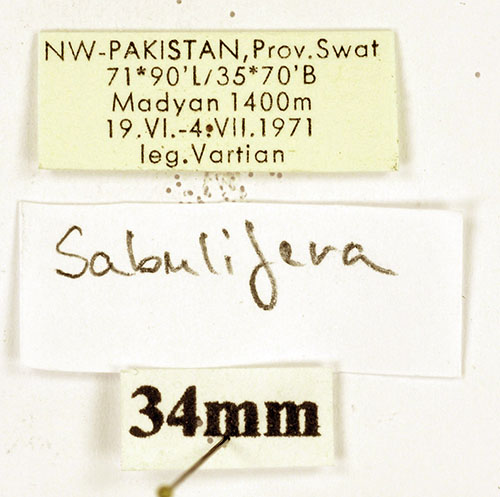 NW-PAKISTAN, Prov.Swat
71*90'L/35*70'B
Madyan 1400m
19.VI.-4.VII.1971
leg.Vartian
Sabulifera
34mm